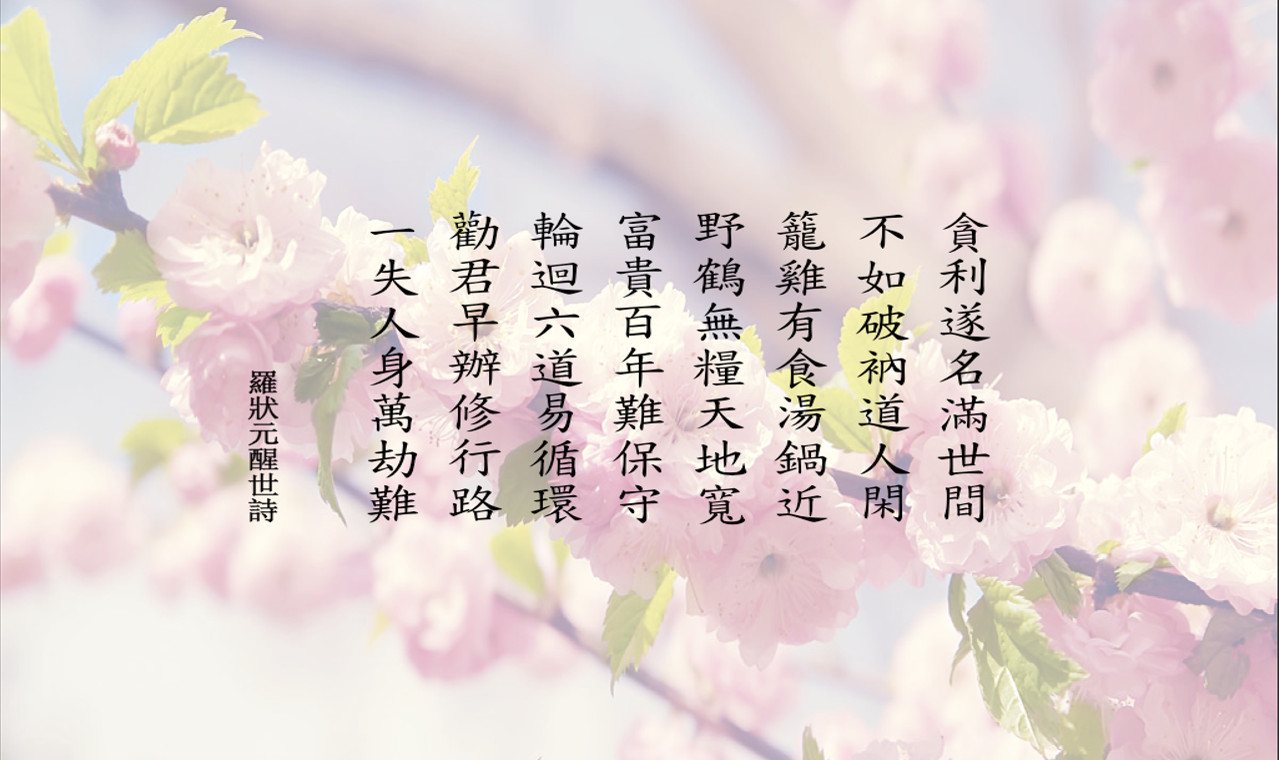 貪利遂名滿世間
不如破衲道人閑
籠雞有食湯鍋近
野鶴無糧天地寬
富貴百年難保守
輪迴六道易循環
勸君早辦修行路
一失人身萬劫難
羅狀元醒世詩